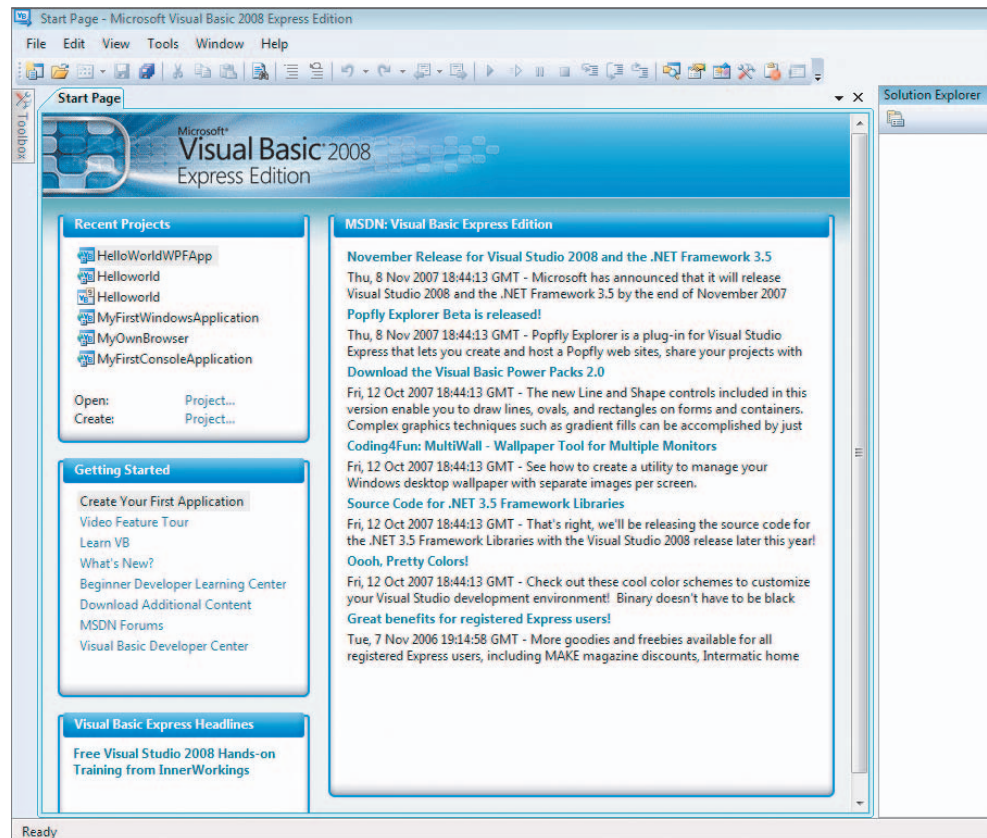 Start Page - Microsoft Visual Basic 2008 Express Edition
File Edit View Tools Window Help
Toolbox
Start Page
Solution Explorer
Microsoft®
Visual Basic® 2008
Express Edition
Recent Projects
HelloWorldWPFApp
Helloworld
Helloworld
MyFirstWindowsApplication
MyOwnBrowser
MyFirstConsoleApplication
Open: Project...
Create: Project...
Getting Started
Create Your First Application
Video Feature Tour
Learn VB
What's New?
Beginner Developer Learning Center
Download Additional Content
MSDN Forums
Visual Basic Developer Center
Visual Basic Express Headlines
Free Visual Studio 2008 Hands-on
Training from InnerWorkings
MSDN: Visual Basic Express Edition
November Release for Visual Studio 2008 and the .NET Framework 3.5
Thu, 8 Nov 2007 18:44:13 GMT - Microsoft has announced that it will release
Visual Studio 2008 and the .NET Framework 3.5 by the end of November 2007
Popfly Explorer Beta is released!
Thu, 8 Nov 2007 18:44:13 GMT - Popfly Explorer is a plug-in for Visual Studio
Express that lets you create and host a Popfly web sites, share your projects with
Download the Visual Basic Power Packs 2.0
Fri, 12 Oct 2007 18:44:13 GMT - The new Line and Shape controls included in this
version enable you to draw lines, ovals, and rectangles on forms and containers.
Complex graphics techniques such as gradient fills can be accomplished by just
Coding4Fun: MultiWall - Wallpaper Tool for Multiple Monitors
Fri, 12 Oct 2007 18:44:13 GMT - See how to create a utility to manage your
Windows desktop wallpaper with separate images per screen.
Source Code for .NET 3.5 Framework Libraries
Fri, 12 Oct 2007 18:44:13 GMT - That's right, we'll be releasing the source code for
the .NET 3.5 Framework Libraries with the Visual Studio 2008 release later this year!
Oooh, Pretty Colors!
Fri, 12 Oct 2007 18:44:13 GMT - Check out these cool color schemes to customize
your Visual Studio development environment! Binary doesn't have to be black
Great benefits for registered Express users!
Tue, 7 Nov 2006 19:14:58 GMT - More goodies and freebies available for all
registered Express users, including MAKE magazine discounts, Intermatic home
Ready